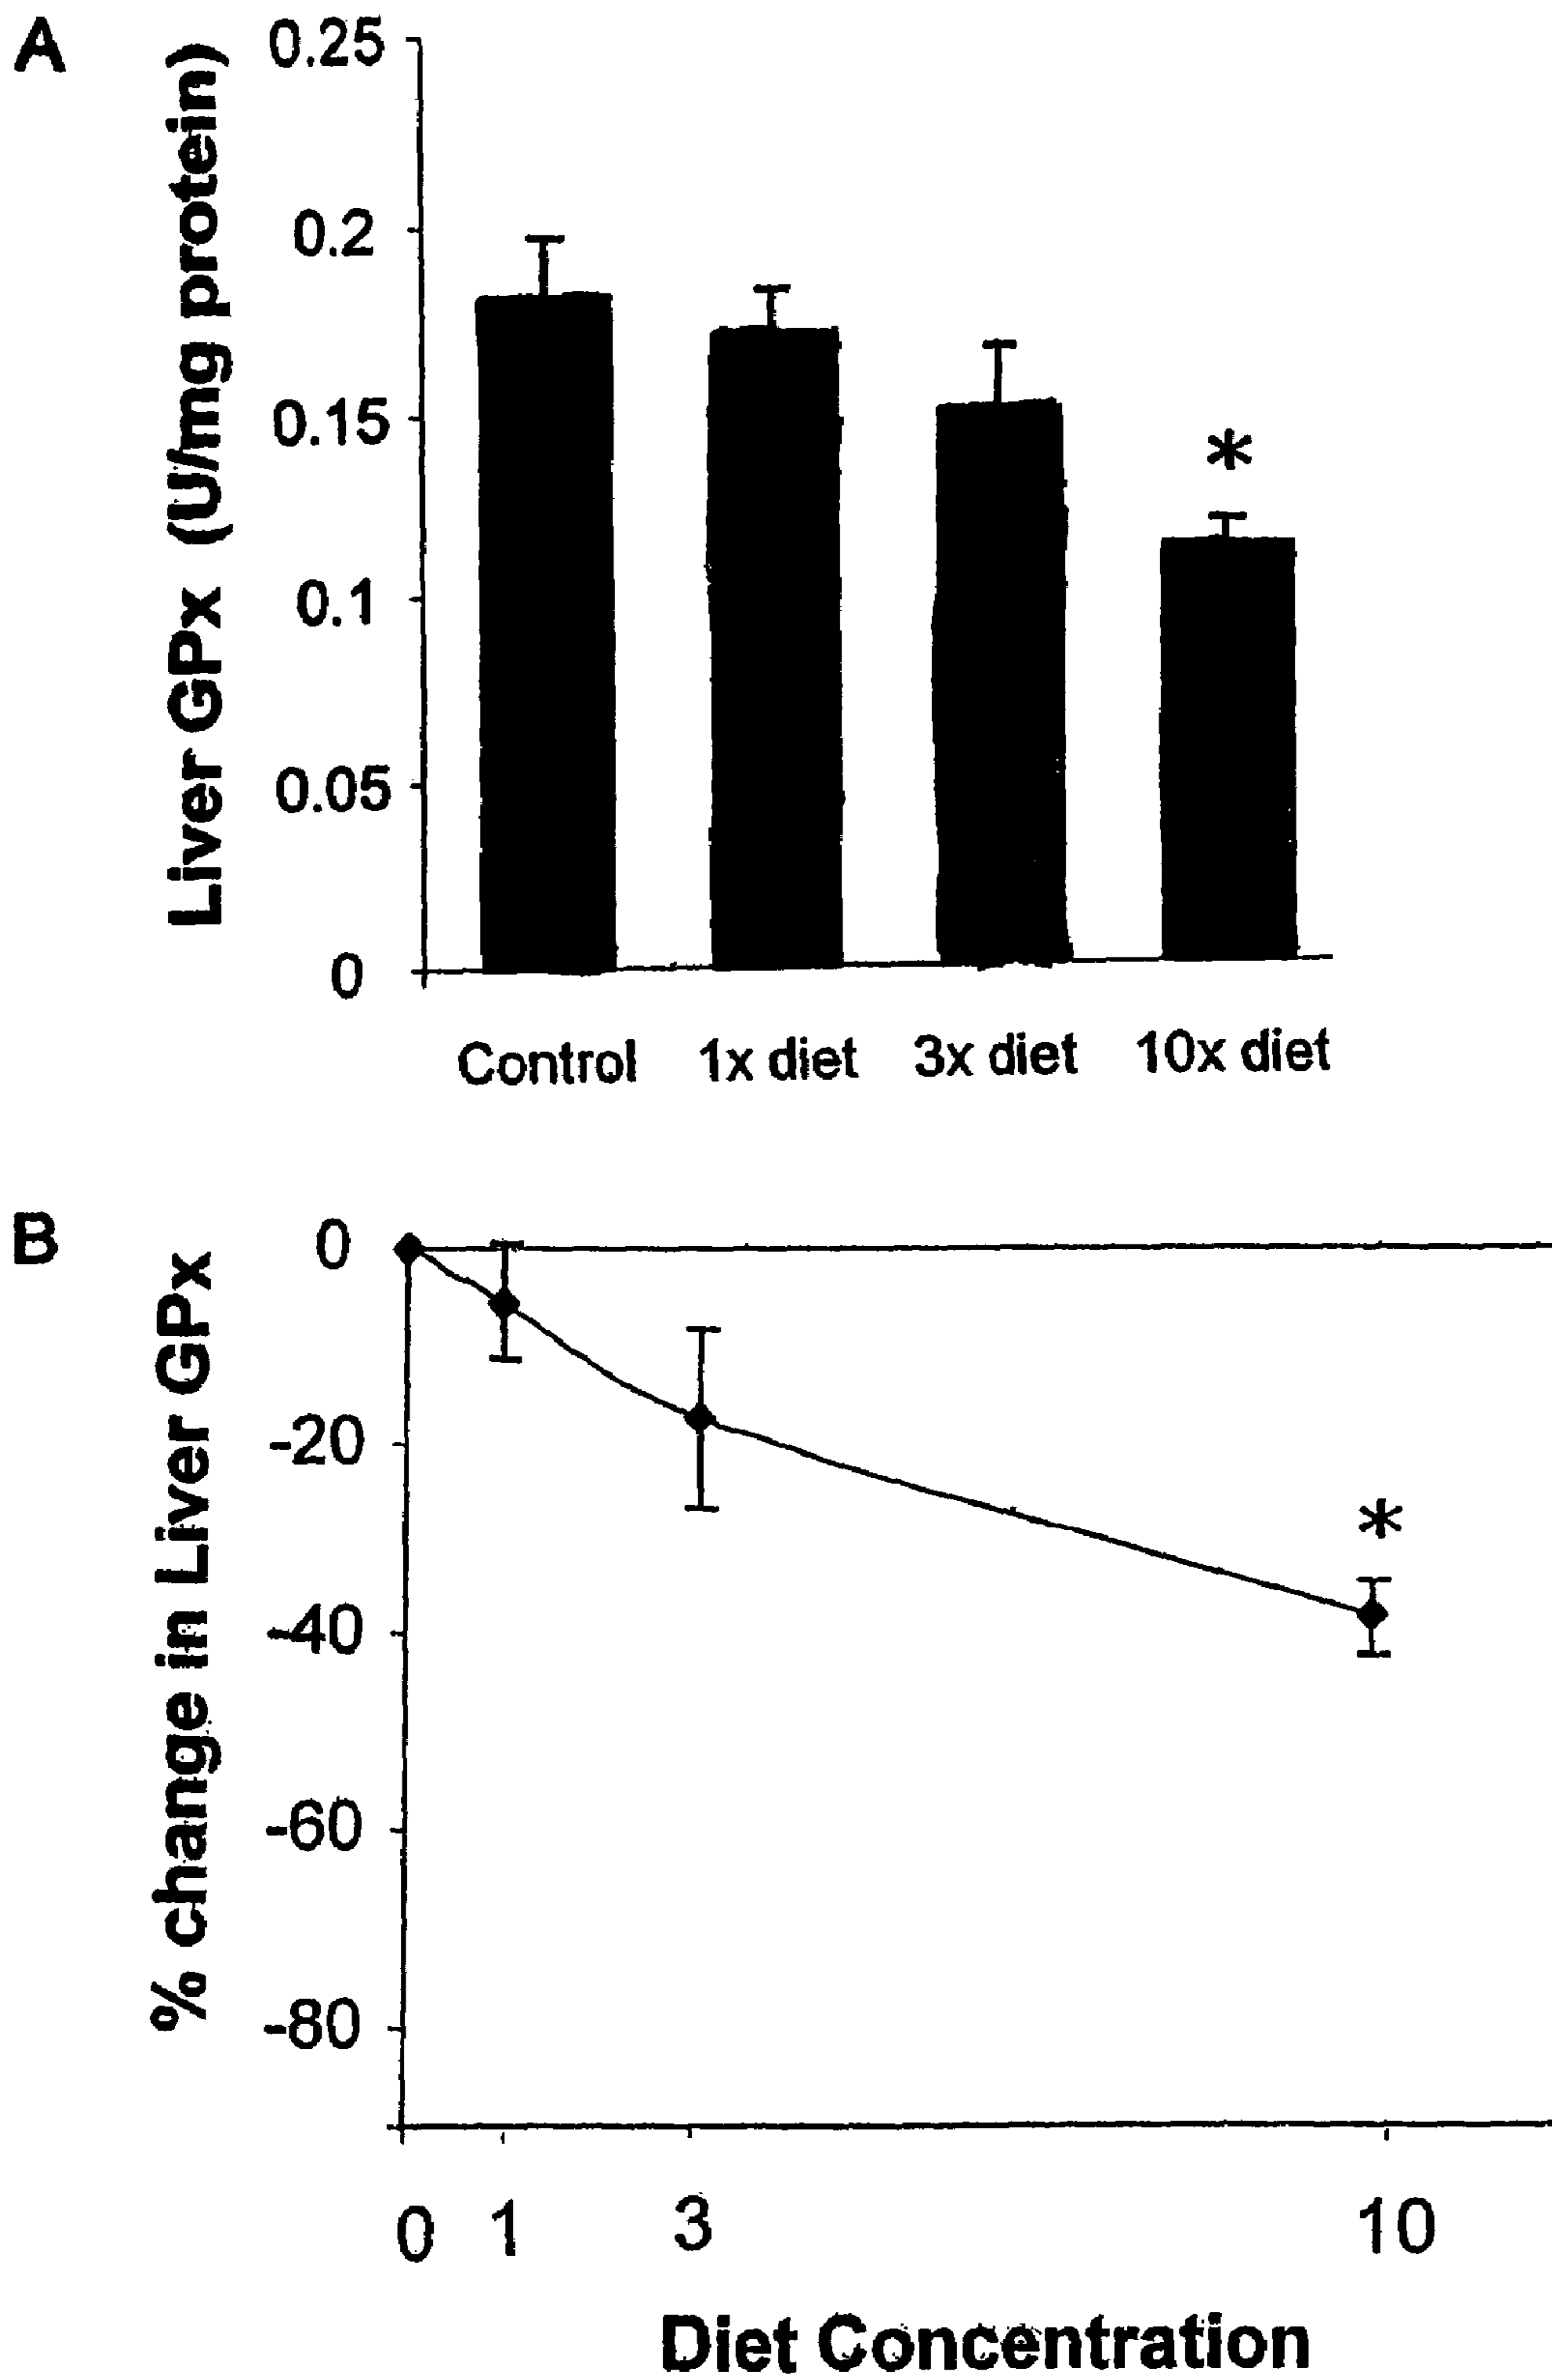 A
Liver GPx (U/mg protein)
0.25
0.2
0.15
0.1
0.05
0
Control 1x diet 3x diet 10x diet
*
B
% change in Liver GPx
0
-20
-40
-60
-80
*
0 1 3 10
Diet Concentration